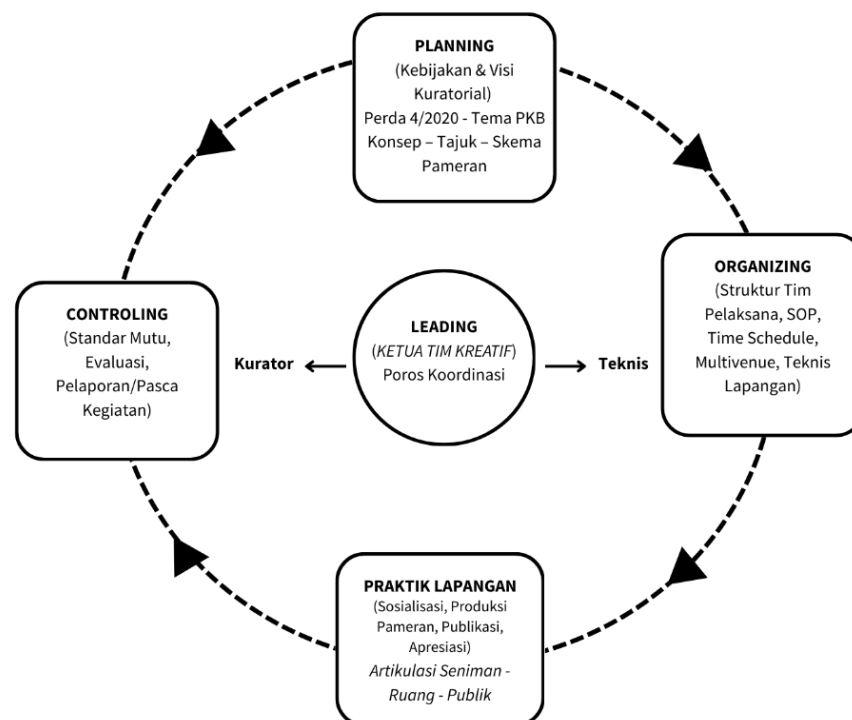 PLANNING
(Kebijakan & Visi
Kuratorial)
Perda 4/2020 - Tema PKB
Konsep – Tajuk – Skema
Pameran
ORGANIZING
(Struktur Tim
Pelaksana, SOP,
Time Schedule,
Multivenue, Teknis
Lapangan)
CONTROLING
(Standar Mutu,
Evaluasi,
Pelaporan/Pasca
Kegiatan)
Kurator
LEADING
(KETUA TIM KREATIF)
Poros Koordinasi
Teknis
PRAKTIK LAPANGAN
(Sosialisasi, Produksi
Pameran, Publikasi,
Apresiasi)
Artikulasi Seniman -
Ruang - Publik